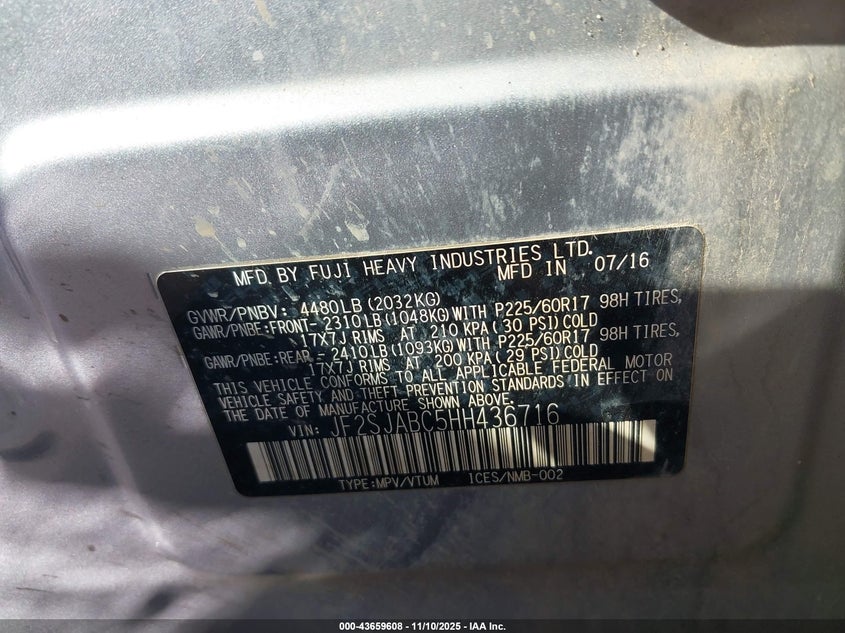 MFD. BY FUJI HEAVY INDUSTRIES LTD.
MFD IN 07/16
GVWR/PNBV: 4480LB (2032KG)
GAWR/PNBE:FRONT- 2310LB(1048KG)WITH P225/60R17 98H TIRES,
17X7J RIMS AT 210 KPA (30 PSI)COLD
GAWR/PNBE:REAR - 2410LB(1093KG)WITH P225/60R17 98H TIRES,
17X7J RIMS AT 200 KPA (29 PSI)COLD
THIS VEHICLE CONFORMS TO ALL APPLICABLE FEDERAL MOTOR
VEHICLE SAFETY AND THEFT PREVENTION STANDARDS IN EFFECT ON
THE DATE OF MANUFACTURE SHOWN ABOVE.
VIN: JF2SJABC5HH436716
TYPE:MPV/VTUM ICES/NMB-002
000-43659608 - 11/10/2025 - IAA Inc.